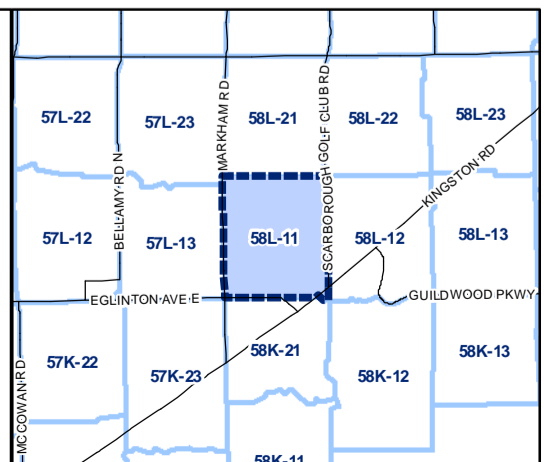 57L-22
57L-23
58L-21
58L-22
58L-23
MARKHAM RD
SCARBOROUGH GOLF CLUB RD
KINGSTON RD
BELLAMY RD N
57L-12
57L-13
58L-11
58L-12
58L-13
EGLINTON AVE E
GUILDWOOD PKWY
MCCOWAN RD
57K-22
57K-23
58K-21
58K-12
58K-13
58K-11